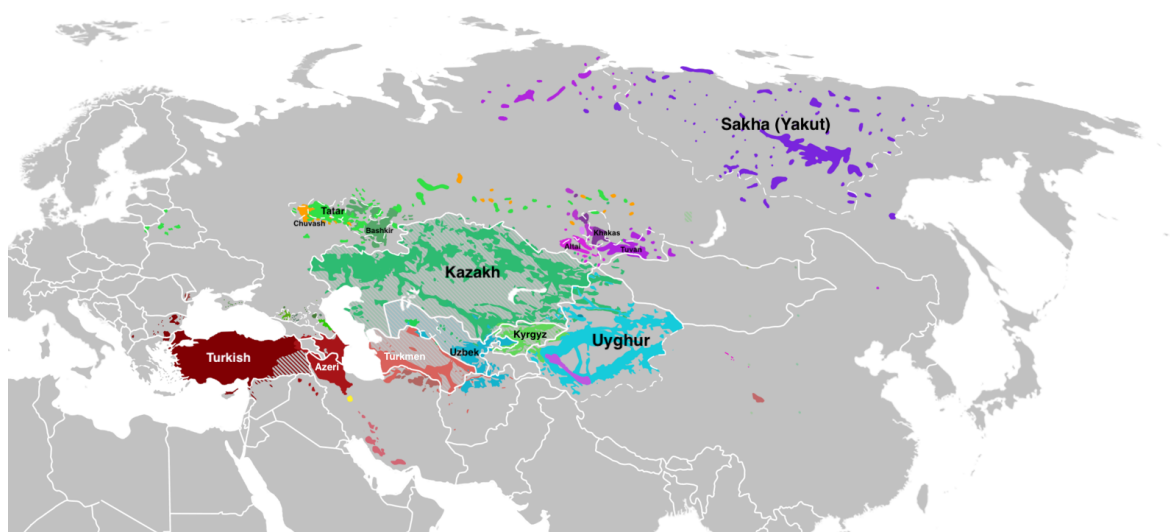 Sakha (Yakut)
Tatar
Chuvash
Bashkir
Khakas
Altai
Tuvan
Kazakh
Kyrgyz
Uyghur
Uzbek
Turkish
Azeri
Turkmen